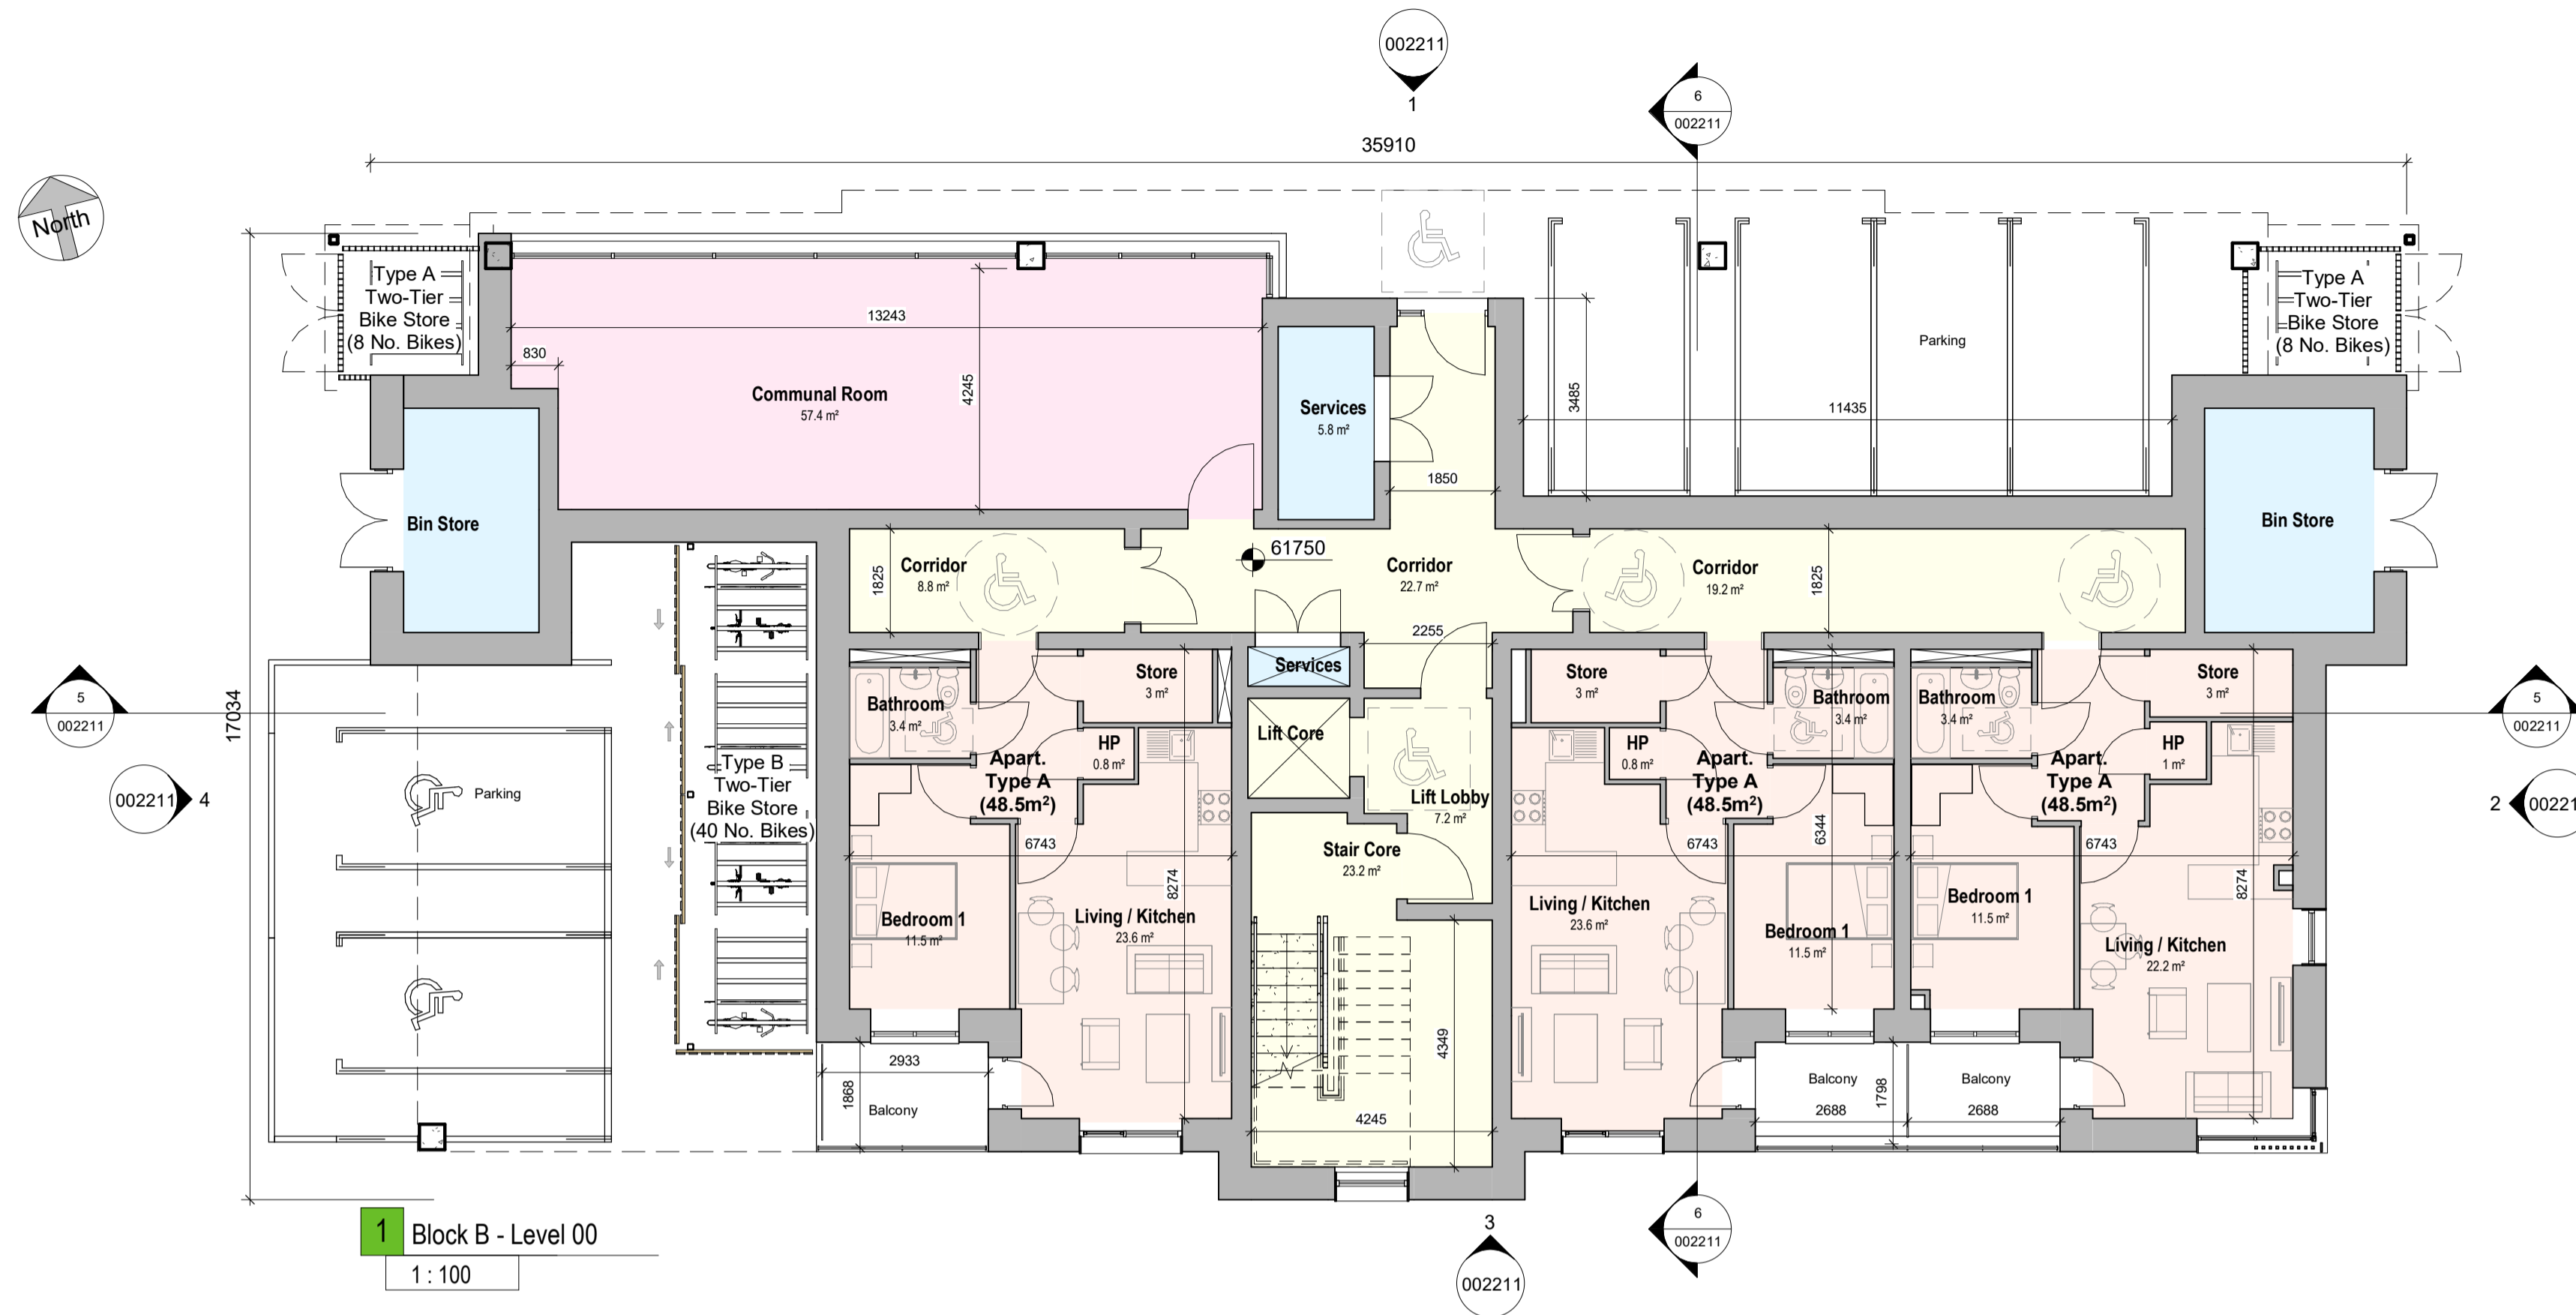 002211
1
6
002211
35910
North
Type A
Two-Tier
Bike Store
(8 No. Bikes)
13243
830
Communal Room
57.4 m²
4245
Services
5.8 m²
1850
3485
Parking
11435
Type A
Two-Tier
Bike Store
(8 No. Bikes)
Bin Store
Bin Store
17034
1825
Corridor
8.8 m²
61750
Corridor
22.7 m²
Corridor
19.2 m²
1825
2255
5
002211
002211
4
Parking
Type B
Two-Tier
Bike Store
(40 No. Bikes)
Bathroom
3.4 m²
Store
3 m²
HP
0.8 m²
Apart.
Type A
(48.5m²)
6743
8274
Bedroom 1
11.5 m²
Living / Kitchen
23.6 m²
2933
1868
Balcony
Services
Lift Core
Lift Lobby
7.2 m²
Stair Core
23.2 m²
4349
4245
Store
3 m²
HP
0.8 m²
Apart.
Type A
(48.5m²)
Bathroom
3.4 m²
6743
6344
Living / Kitchen
23.6 m²
Bedroom 1
11.5 m²
Balcony
2688
1798
Bathroom
3.4 m²
Store
3 m²
HP
1 m²
Apart.
Type A
(48.5m²)
6743
8274
Bedroom 1
11.5 m²
Living / Kitchen
22.2 m²
Balcony
2688
5
002211
2
00221
1
Block B - Level 00
1 : 100
3
002211
6
002211